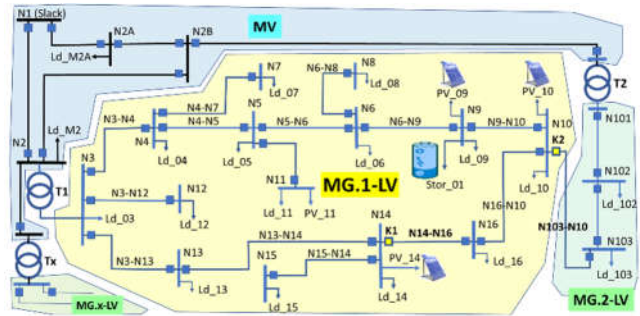 N1 (Slack)
MV
N2A
N2B
Ld_M2A
T2
N7
N8
N6-N8
PV_09
PV_10
Ld_07
Ld_08
N4-N7
N3-N4
N4-N5
N5
N5-N6
N6
N6-N9
N9
N9-N10
N10
N101
Ld_M2
N4
Ld_04
Ld_05
Ld_06
Ld_09
K2
N2
N3
Stor_01
Ld_10
N102
T1
N11
MG.1-LV
N12
N3-N12
Ld_11
PV_11
N16-N10
Ld_102
Ld_03
Ld_12
N14
K1
N14-N16
N16
N103-N10
N13-N14
N103
Tx
N3-N13
N13
N15
N15-N14
PV_14
Ld_16
Ld_103
Ld_13
Ld_15
Ld_14
MG.x-LV
MG.2-LV